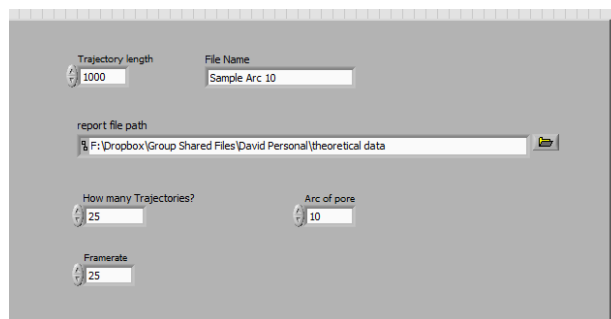 Trajectory length File Name
1000 Sample Arc 10
report file path
F:\Dropbox\Group Shared Files\David Personal\theoretical data
How many Trajectories? Arc of pore
25 10
Framerate
25